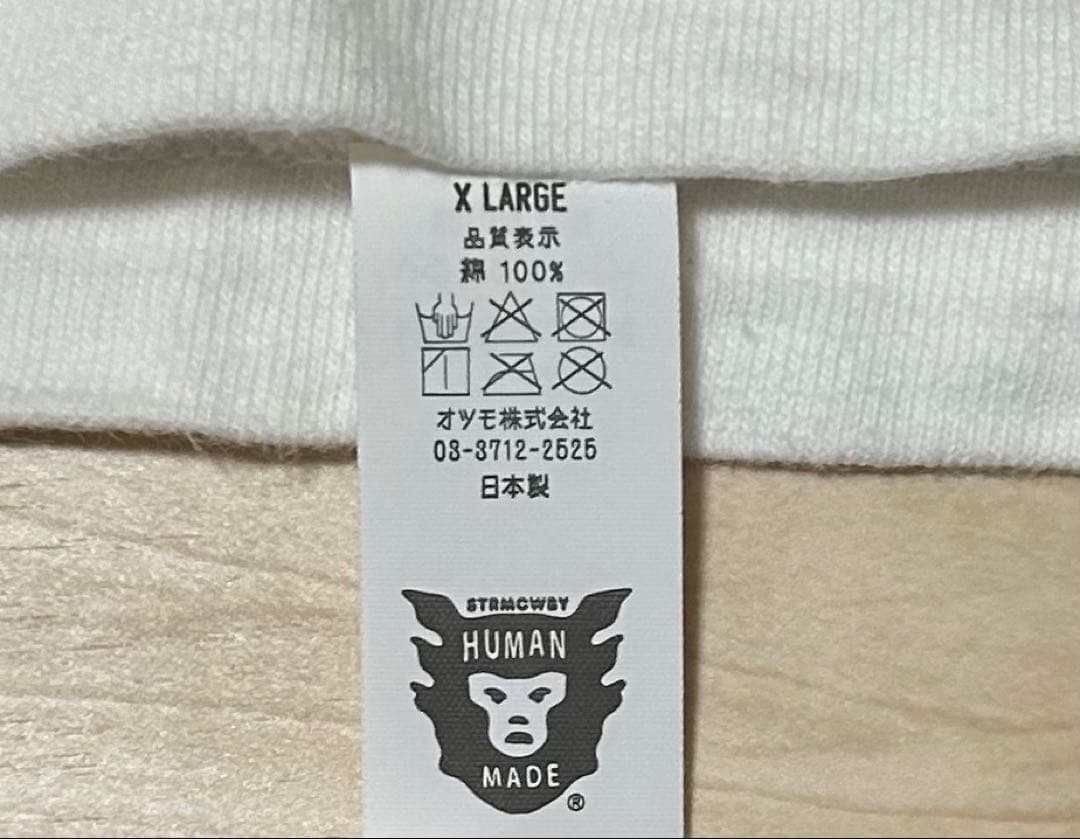 X LARGE
品質表示
綿 100%
オツモ株式会社
03-3712-2525
日本製
STRMCWBY
HUMAN
MADE
®